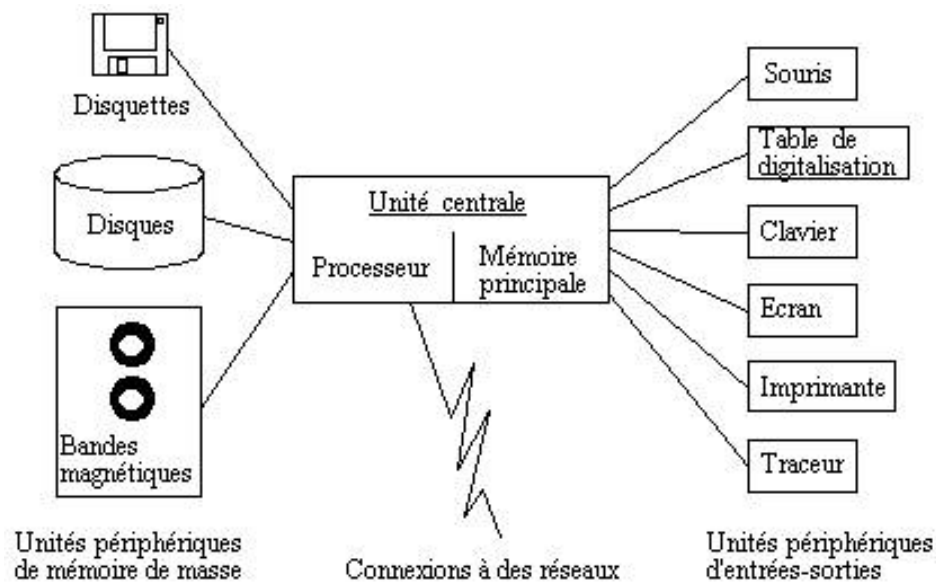 Disquettes
Disques
Bandes
magnétiques
Unités périphériques
de mémoire de masse
Unité centrale
Processeur
Mémoire
principale
Connexions à des réseaux
Souris
Table de
digitalisation
Clavier
Ecran
Imprimante
Traceur
Unités périphériques
d'entrées-sorties